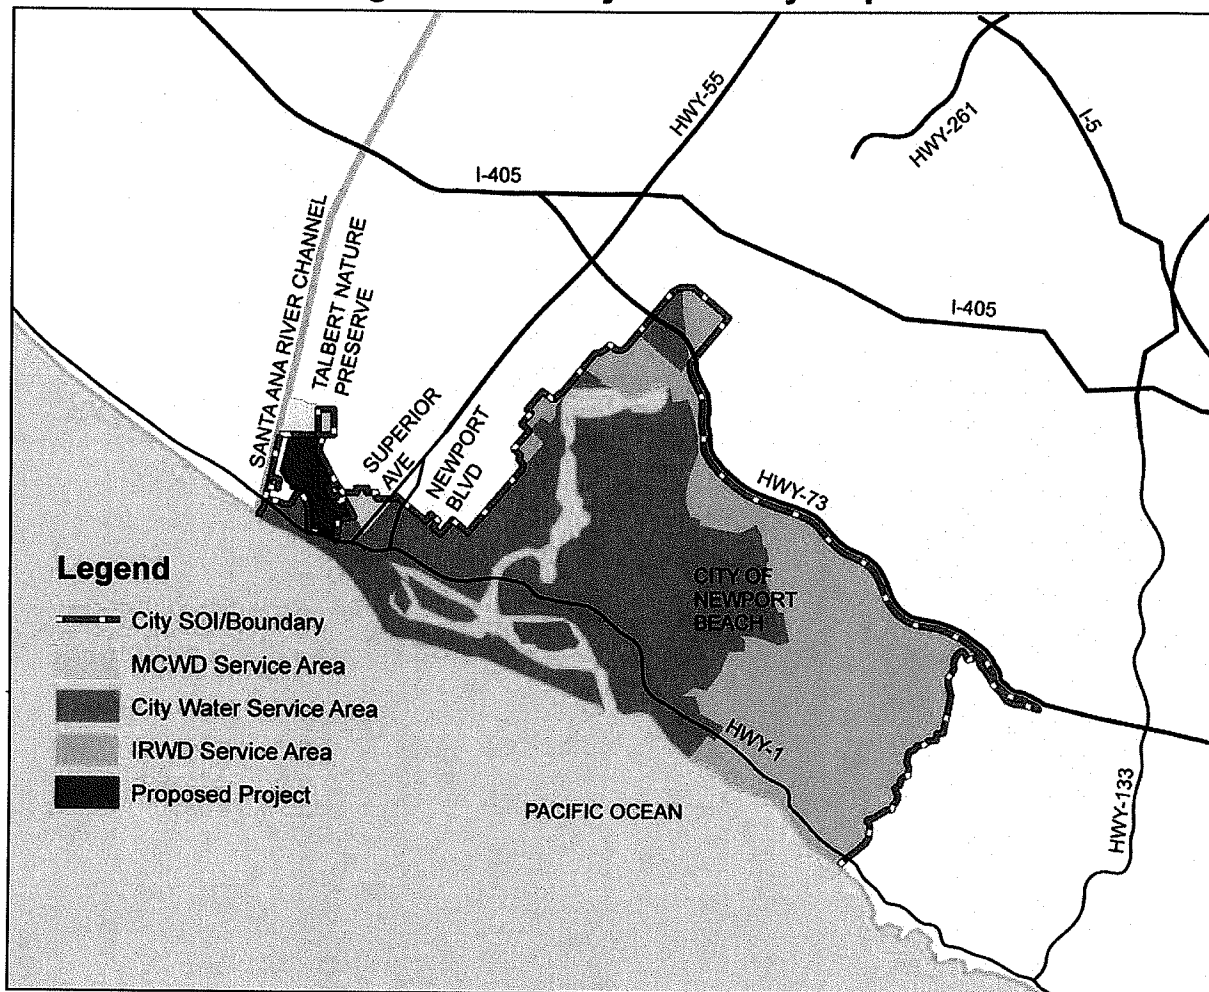 HWY-55
I-5
HWY-261
I-405
SANTA ANA RIVER CHANNEL
TALBERT NATURE
PRESERVE
I-405
SUPERIOR
AVE
NEWPORT
BLVD
HWY-73
CITY OF
NEWPORT
BEACH
HWY-1
HWY-133
PACIFIC OCEAN
Legend
City SOI/Boundary
MCWD Service Area
City Water Service Area
IRWD Service Area
Proposed Project